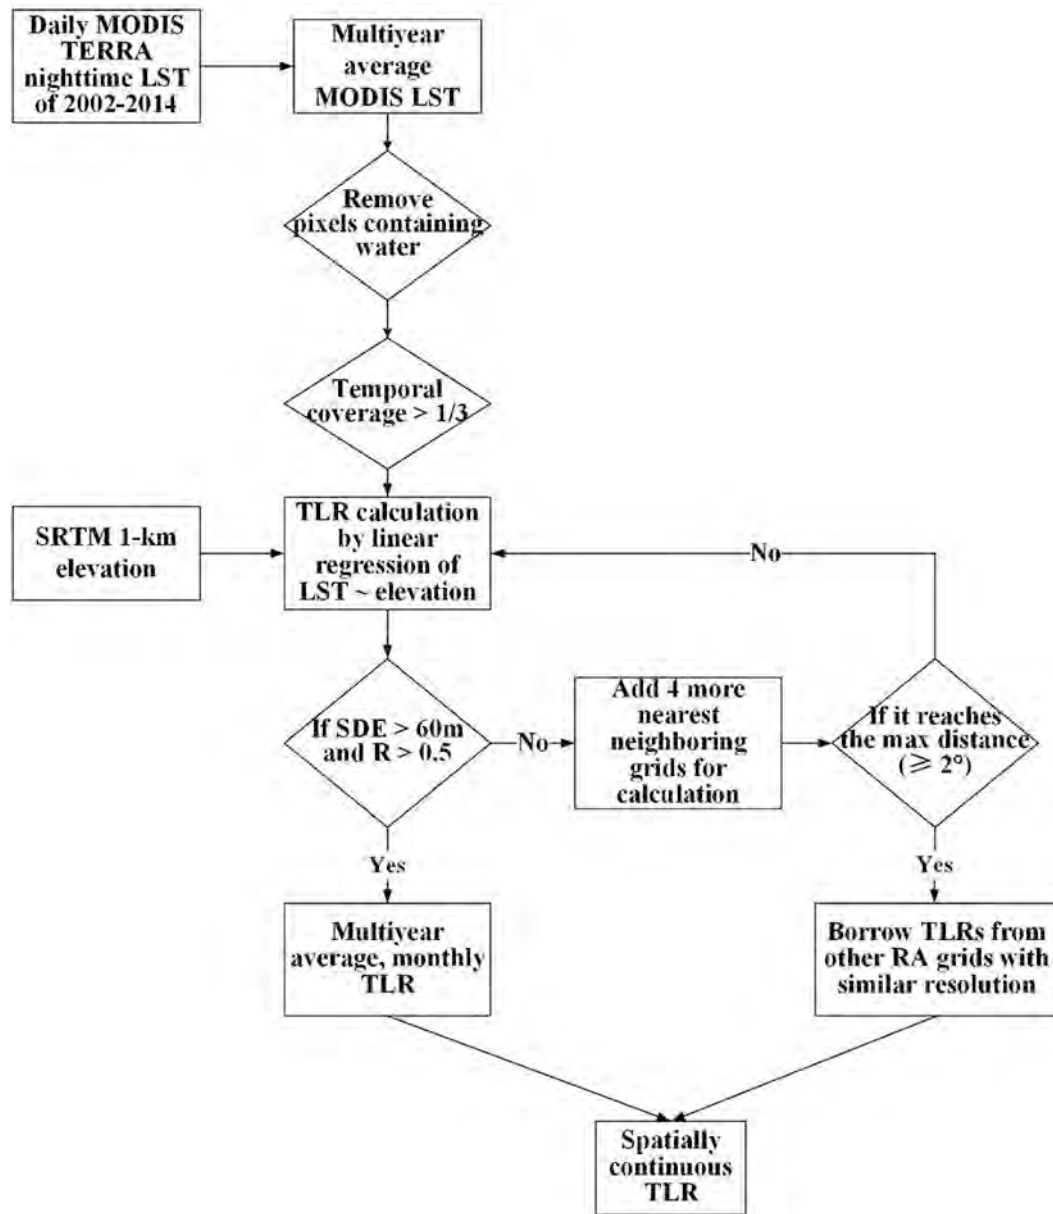 Daily MODIS
TERRA
nighttime LST
of 2002-2014
Multiyear
average
MODIS LST
Remove
pixels containing
water
Temporal
coverage > 1/3
SRTM 1-km
elevation
TLR calculation
by linear
regression of
LST ~ elevation
No
If SDE > 60m
and R > 0.5
No
Add 4 more
nearest
neighboring
grids for
calculation
If it reaches
the max distance
(⩾ 2°)
Yes
Yes
Multiyear
average, monthly
TLR
Borrow TLRs from
other RA grids with
similar resolution
Spatially
continuous
TLR